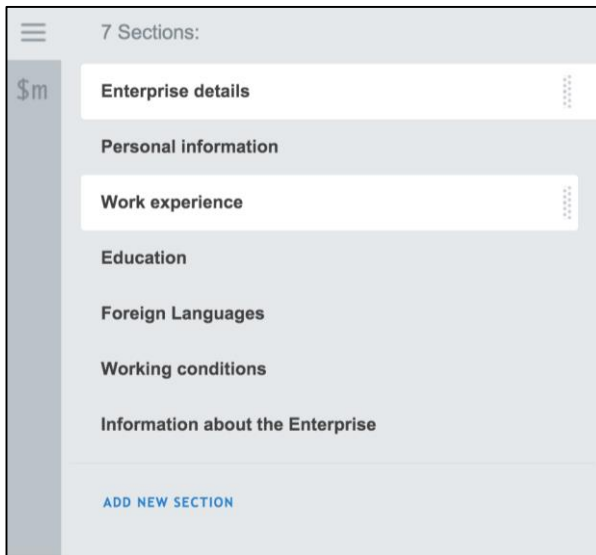 7 Sections:
$m
Enterprise details
Personal information
Work experience
Education
Foreign Languages
Working conditions
Information about the Enterprise
ADD NEW SECTION